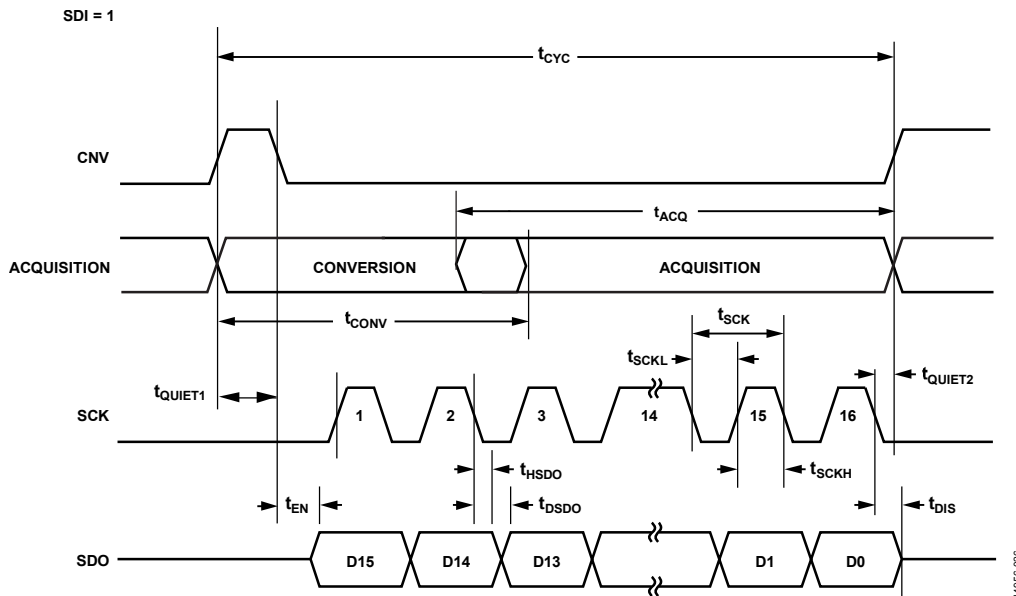 SDI = 1
tCYC
CNV
tACQ
ACQUISITION
CONVERSION
ACQUISITION
tCONV
tSCK
tSCKL
tQUIET1
tQUIET2
SCK
1
2
3
14
15
16
tHSDO
tSCKH
tEN
tDSDO
tDIS
SDO
D15
D14
D13
D1
D0